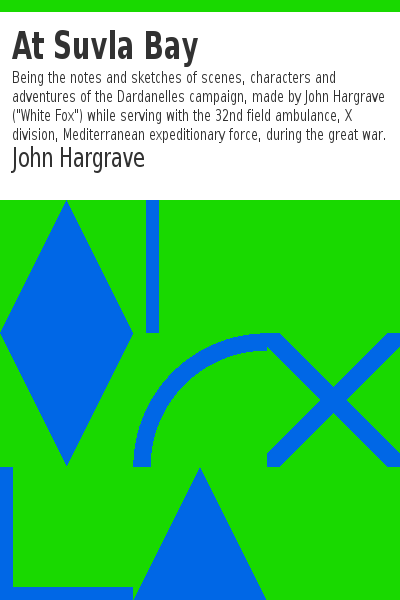 At Suvla Bay
Being the notes and sketches of scenes, characters and
adventures of the Dardanelles campaign, made by John Hargrave
("White Fox") while serving with the 32nd field ambulance, X
division, Mediterranean expeditionary force, during the great war.
John Hargrave